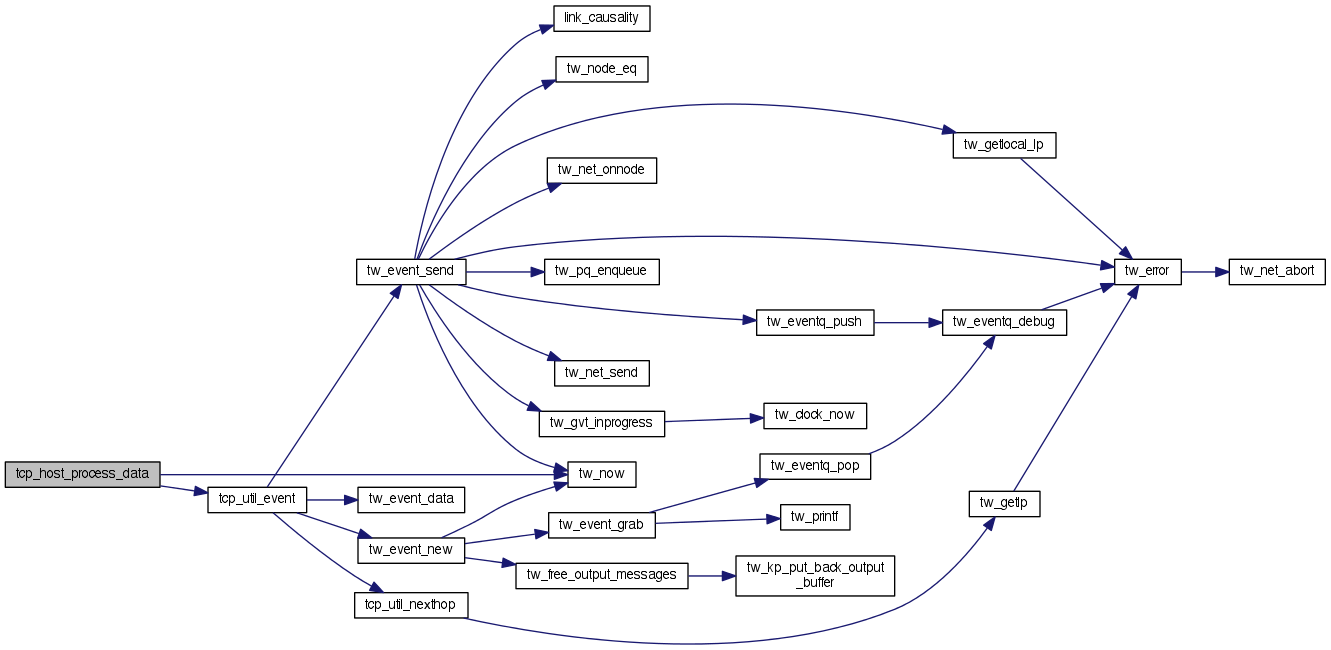 link_causality
tw_node_eq
tw_getlocal_lp
tw_net_onnode
tw_event_send
tw_pq_enqueue
tw_error
tw_net_abort
tw_eventq_push
tw_eventq_debug
tw_net_send
tw_gvt_inprogress
tw_clock_now
tcp_host_process_data
tw_now
tw_eventq_pop
tcp_util_event
tw_event_data
tw_getlp
tw_event_grab
tw_printf
tw_event_new
tw_free_output_messages
tw_kp_put_back_output
_buffer
tcp_util_nexthop